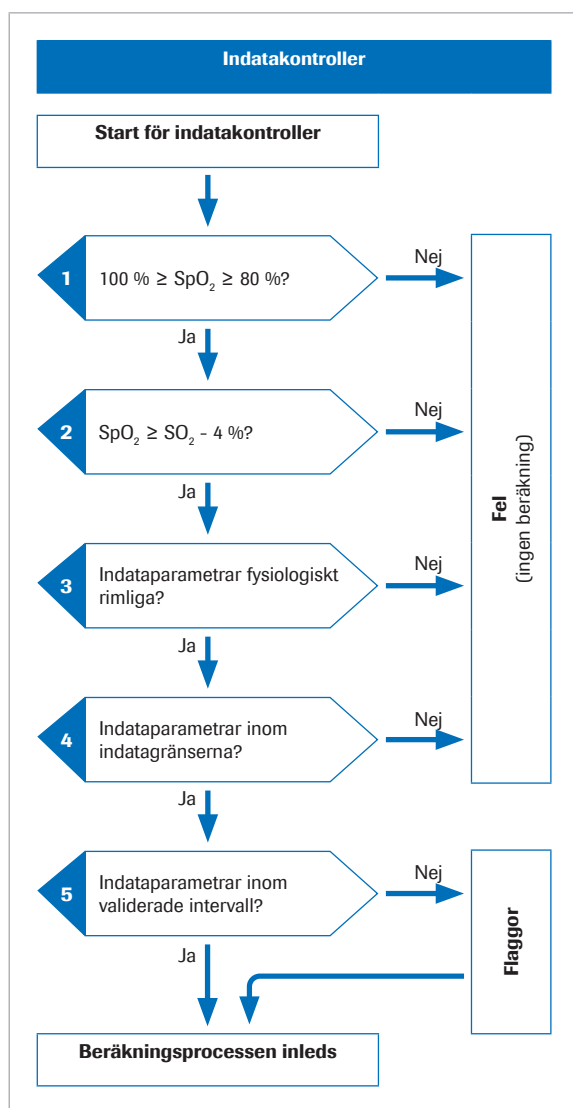 Indatakontroller
Start för indatakontroller
1
100 % ≥ SpO₂ ≥ 80 %?
Nej
Ja
2
SpO₂ ≥ SO₂ - 4 %?
Nej
Ja
3
Indataparametrar fysiologiskt
rimliga?
Nej
Ja
4
Indataparametrar inom
indatagränserna?
Nej
Ja
Fel
(ingen beräkning)
5
Indataparametrar inom
validerade intervall?
Nej
Ja
Flaggor
Beräkningsprocessen inleds